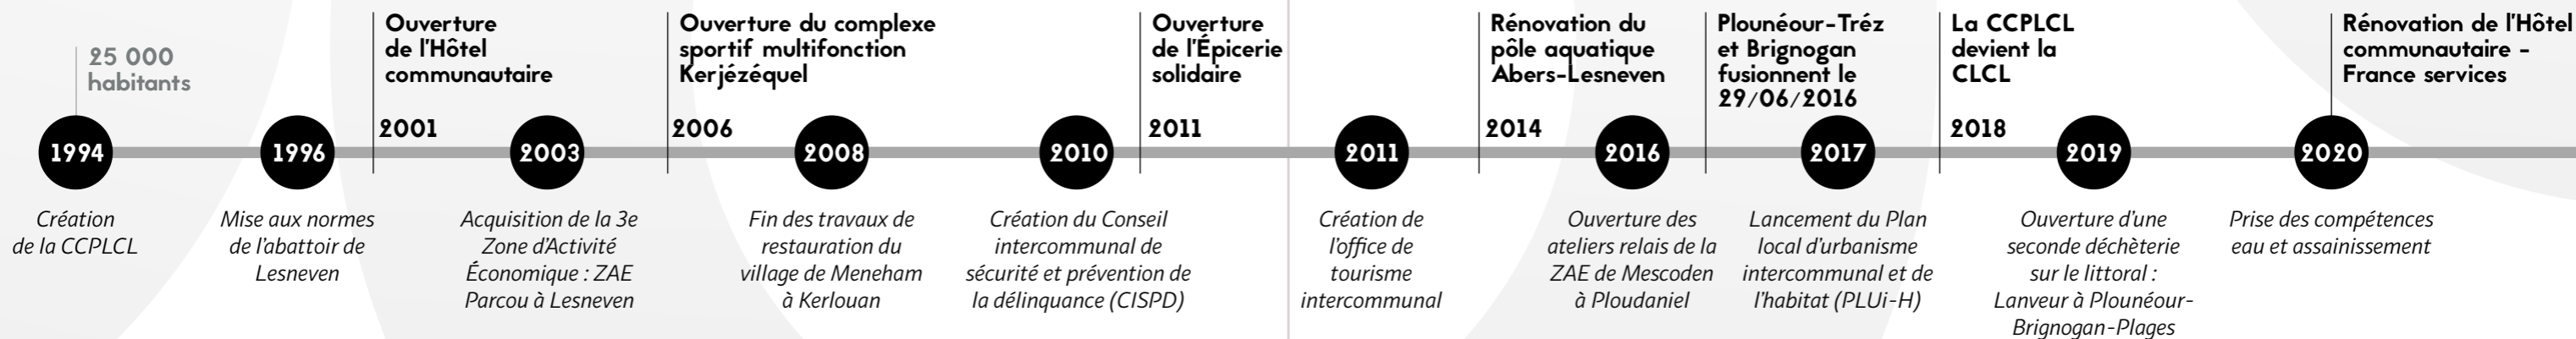 25 000
habitants
1994
Création
de la CCPLCL
1996
Mise aux normes
de l'abattoir de
Lesneven
Ouverture
de l'Hôtel
communautaire
2001
2003
Acquisition de la 3e
Zone d'Activité
Économique : ZAE
Parcou à Lesneven
Ouverture du complexe
sportif multifonction
Kerjézéquel
2006
2008
Fin des travaux de
restauration du
village de Meneham
à Kerlouan
2010
Création du Conseil
intercommunal de
sécurité et prévention de
la délinquance (CISPD)
Ouverture
de l'Épicerie
solidaire
2011
2011
Création de
l'office de
tourisme
intercommunal
Rénovation du
pôle aquatique
Abers-Lesneven
2014
2016
Ouverture des
ateliers relais de la
ZAE de Mescoden
à Ploudaniel
Plounéour-Tréz
et Brignogan
fusionnent le
29/06/2016
2017
Lancement du Plan
local d'urbanisme
intercommunal et de
l'habitat (PLUi-H)
La CCPLCL
devient la
CLCL
2018
2019
Ouverture d'une
seconde déchèterie
sur le littoral :
Lanveur à Plounéour-
Brignogan-Plages
Rénovation de l'Hôtel
communautaire -
France services
2020
Prise des compétences
eau et assainissement